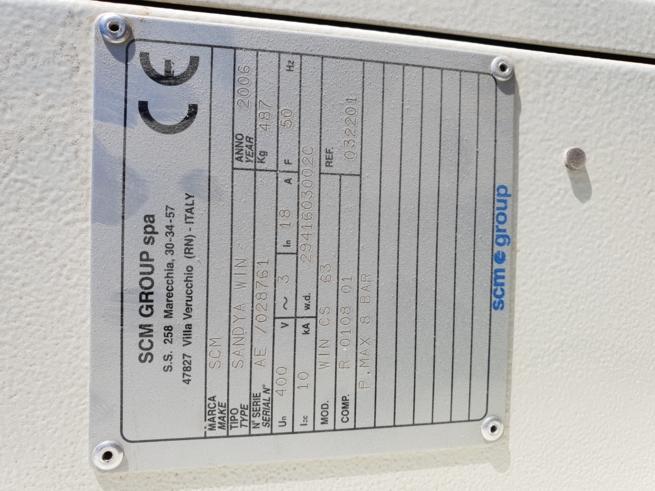 SCM GROUP spa
S.S. 258 Marecchia, 30-34-57
47827 Villa Verucchio (RN) - ITALY
CE
MARCA
MAKE SCM
TIPO
TYPE SANDYA WIN
ANNO
YEAR 2006
N° SERIE
SERIAL N° AE /028761
Kg 487
Un 400 V ~ 3 In 18 A F 50 Hz
Icc 10 kA w.d. 29416030020
MOD. WIN CS 63 REF. 032201
COMP. R 0108 01
P.MAX 8 BAR
scm group